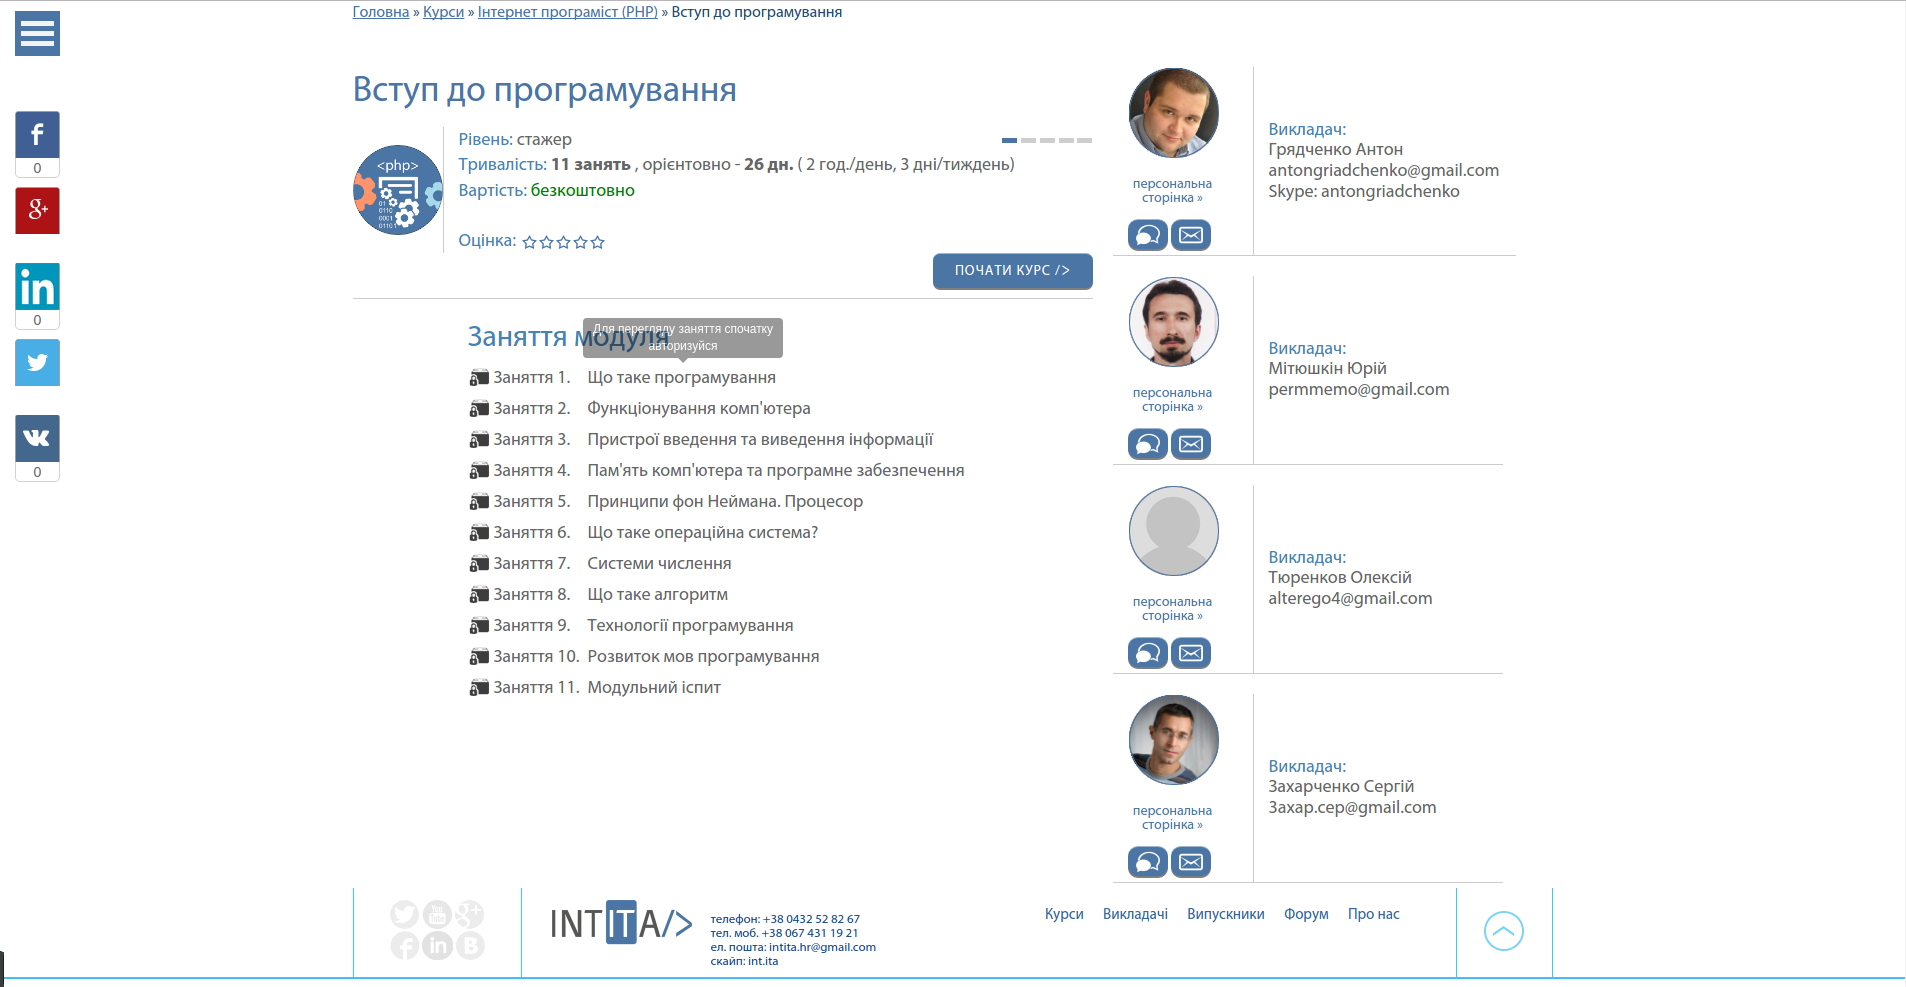 Головна » Курси » Інтернет програміст (PHP) » Вступ до програмування
f
0
g+
in
0
0
Вступ до програмування
<php>
01
0110
0001
01101
Рівень: стажер
Тривалість: 11 занять , орієнтовно - 26 дн. ( 2 год./день, 3 дні/тиждень)
Вартість: безкоштовно
Оцінка:
ПОЧАТИ КУРС />
Заняття модуля
Для перегляду заняття спочатку
авторизуйся
Заняття 1. Що таке програмування
Заняття 2. Функціонування комп'ютера
Заняття 3. Пристрої введення та виведення інформації
Заняття 4. Пам'ять комп'ютера та програмне забезпечення
Заняття 5. Принципи фон Неймана. Процесор
Заняття 6. Що таке операційна система?
Заняття 7. Системи числення
Заняття 8. Що таке алгоритм
Заняття 9. Технології програмування
Заняття 10. Розвиток мов програмування
Заняття 11. Модульний іспит
персональна
сторінка »
Викладач:
Грядченко Антон
antongriadchenko@gmail.com
Skype: antongriadchenko
персональна
сторінка »
Викладач:
Мітюшкін Юрій
permmemo@gmail.com
персональна
сторінка »
Викладач:
Тюренков Олексій
alterego4@gmail.com
персональна
сторінка »
Викладач:
Захарченко Сергій
Захар.сер@gmail.com
You
Tube
g+
f
in
B
INTITA/>
телефон: +38 0432 52 82 67
тел. моб. +38 067 431 19 21
ел. пошта: intita.hr@gmail.com
скайп: int.ita
Курси Викладачі Випускники Форум Про нас